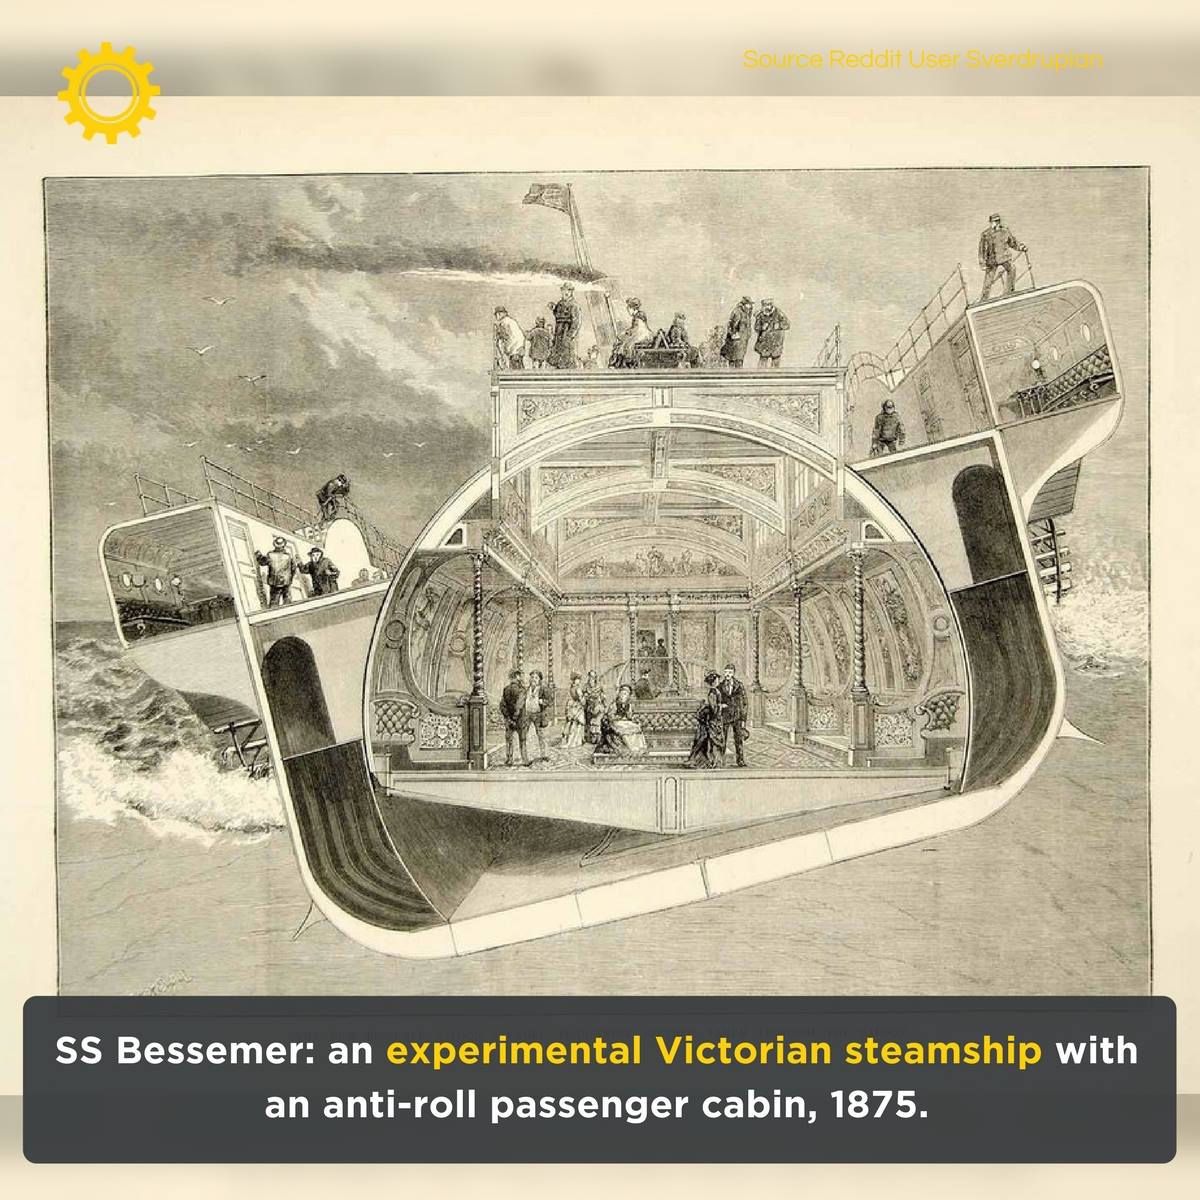 Source Reddit User Sverdrupian
SS Bessemer: an experimental Victorian steamship with
an anti-roll passenger cabin, 1875.